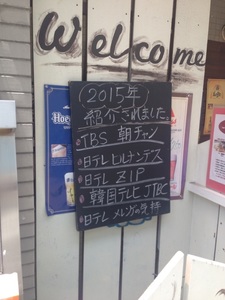 Welcome
(2015年)
紹介されました。
TBS 朝チャン
日テレ ヒルナンデス
日テレ ZIP
韓国テレビ JTBC
日テレ メレンゲの気持
Hoe